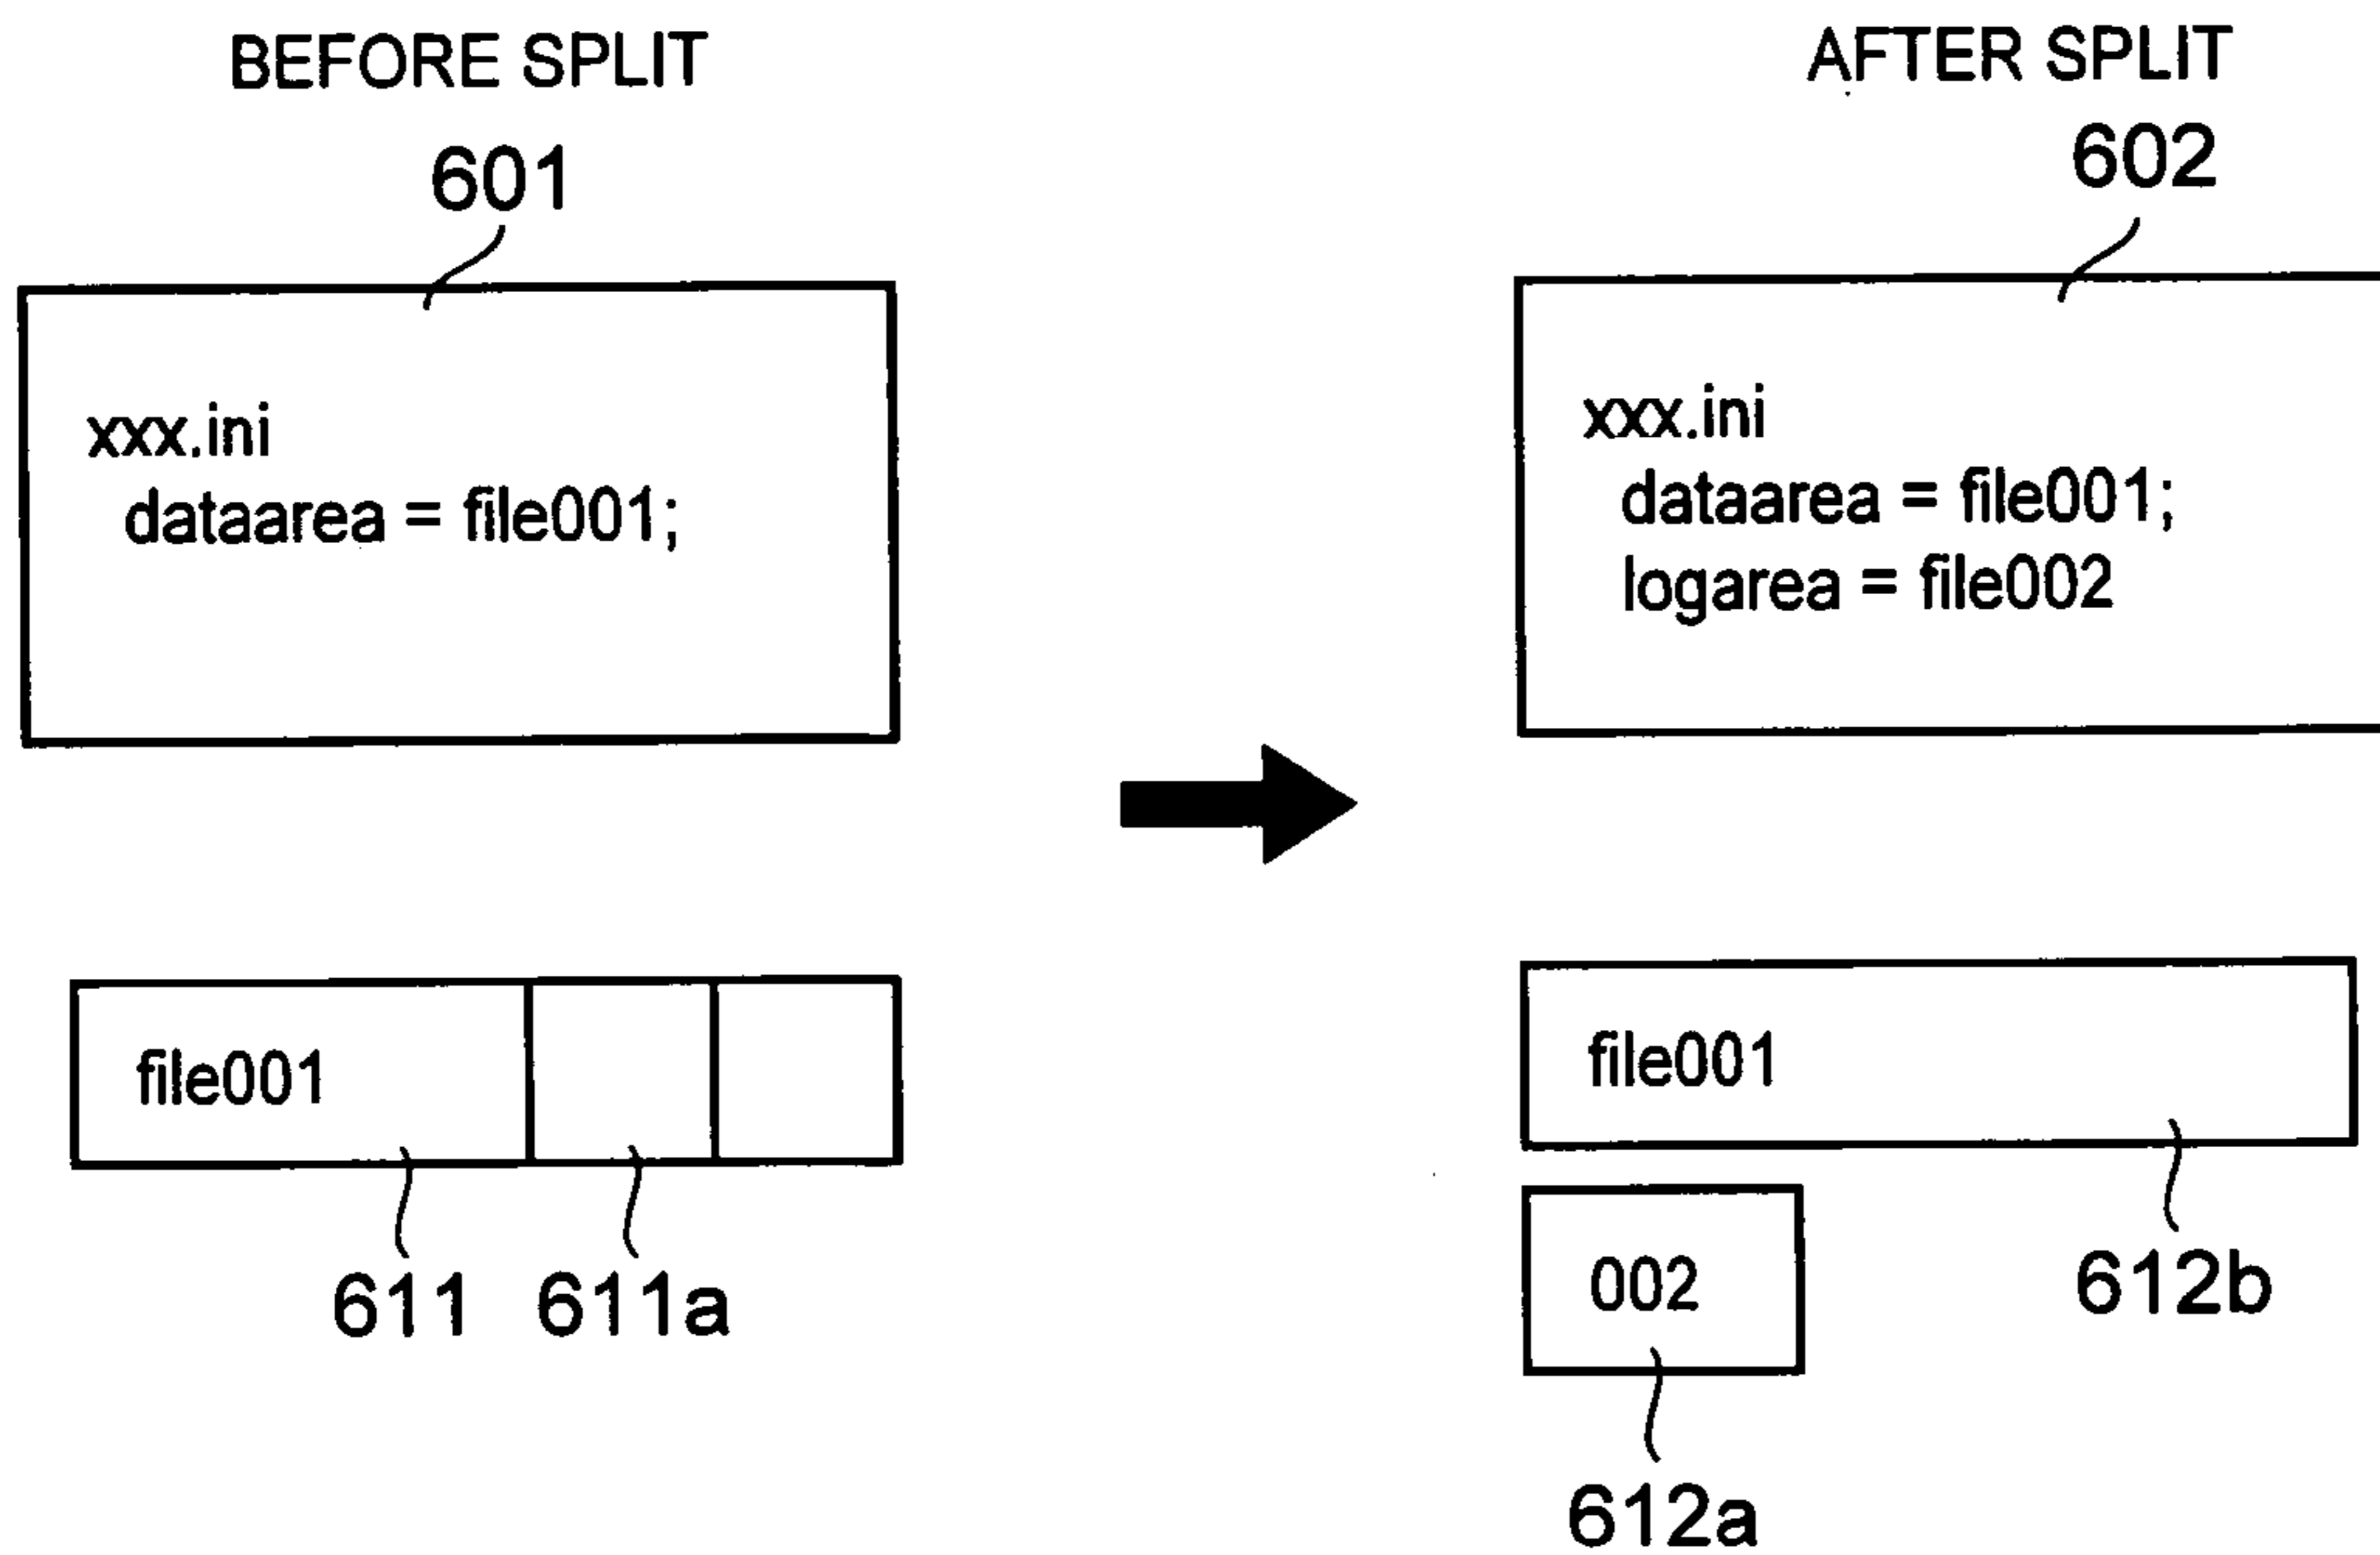 BEFORE SPLIT
601
xxx.ini
dataarea = file001;
file001
611
611a
AFTER SPLIT
602
xxx.ini
dataarea = file001;
logarea = file002
file001
612b
002
612a